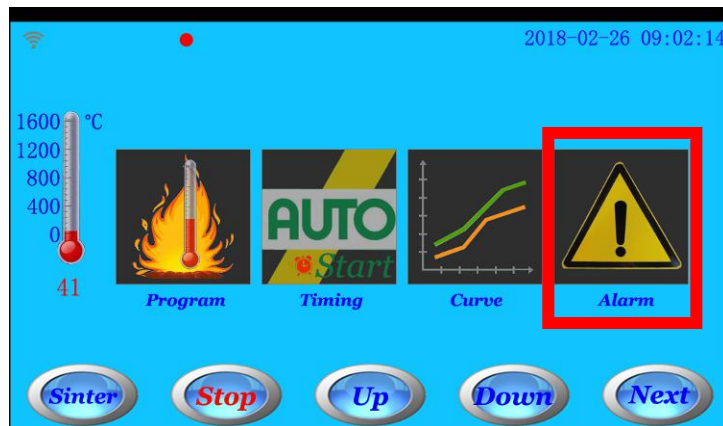 2018-02-26 09:02:14
1600 °C
1200
800
400
0
41
AUTO
Start
Program
Timing
Curve
Alarm
Sinter
Stop
Up
Down
Next